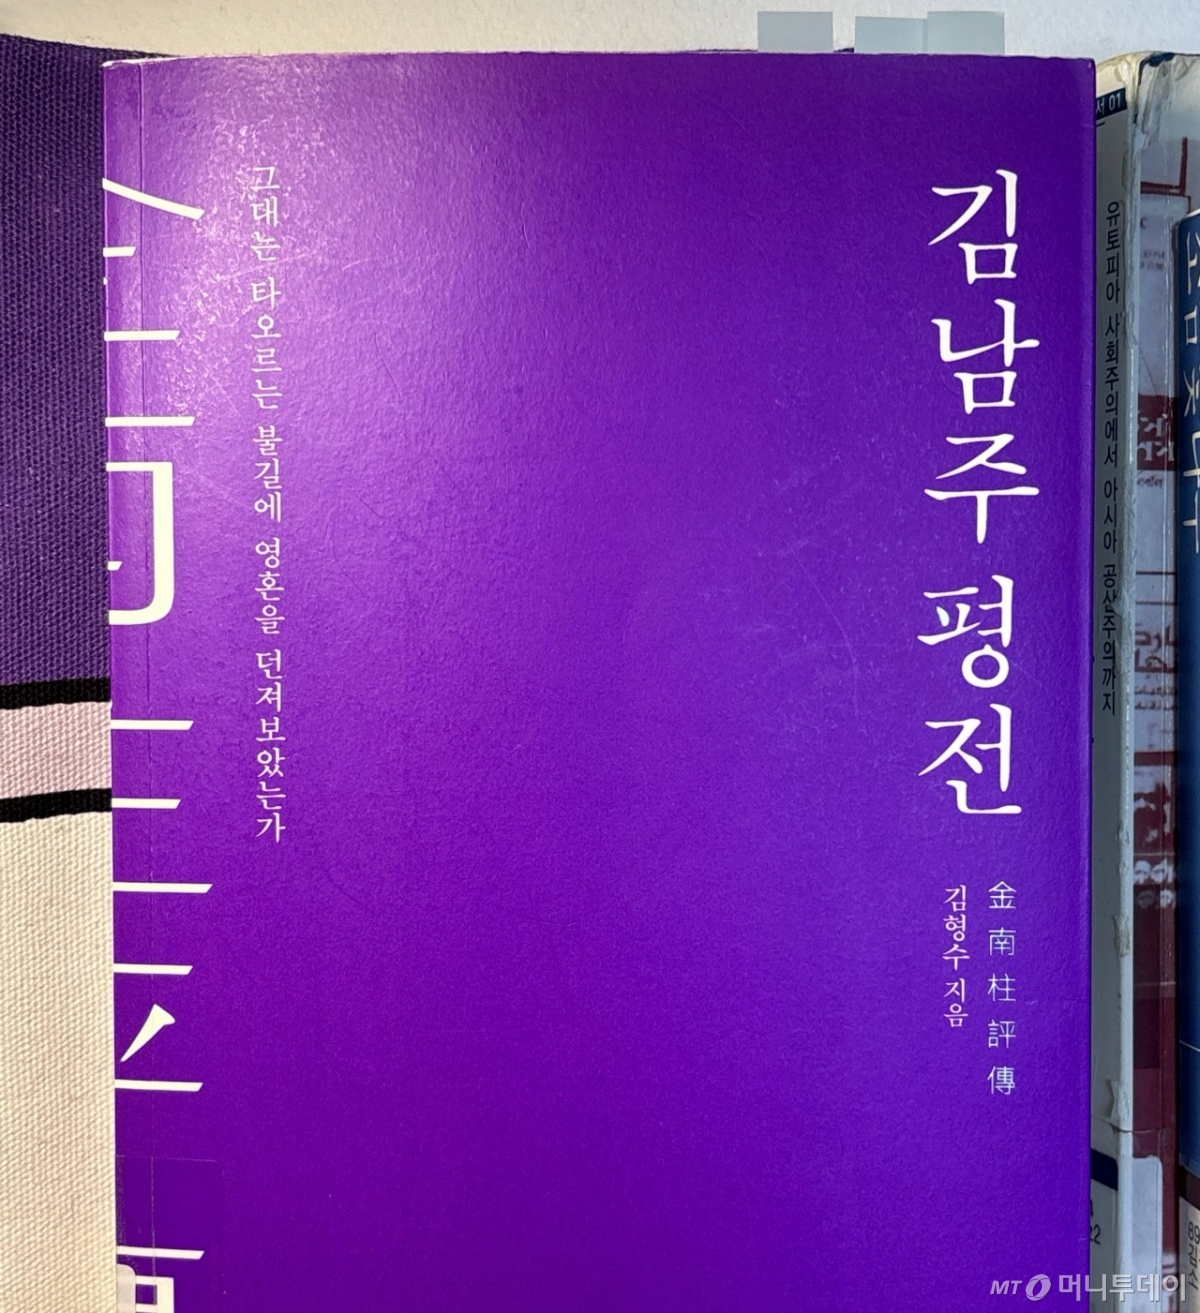 김남주 평전
金南柱評傳
김형수 지음
그대는 타오르는 불길에 영혼을 던져보았는가
서 01
유토피아 사회주의에서 아시아 공산주의까지
22
MT 머니투데이